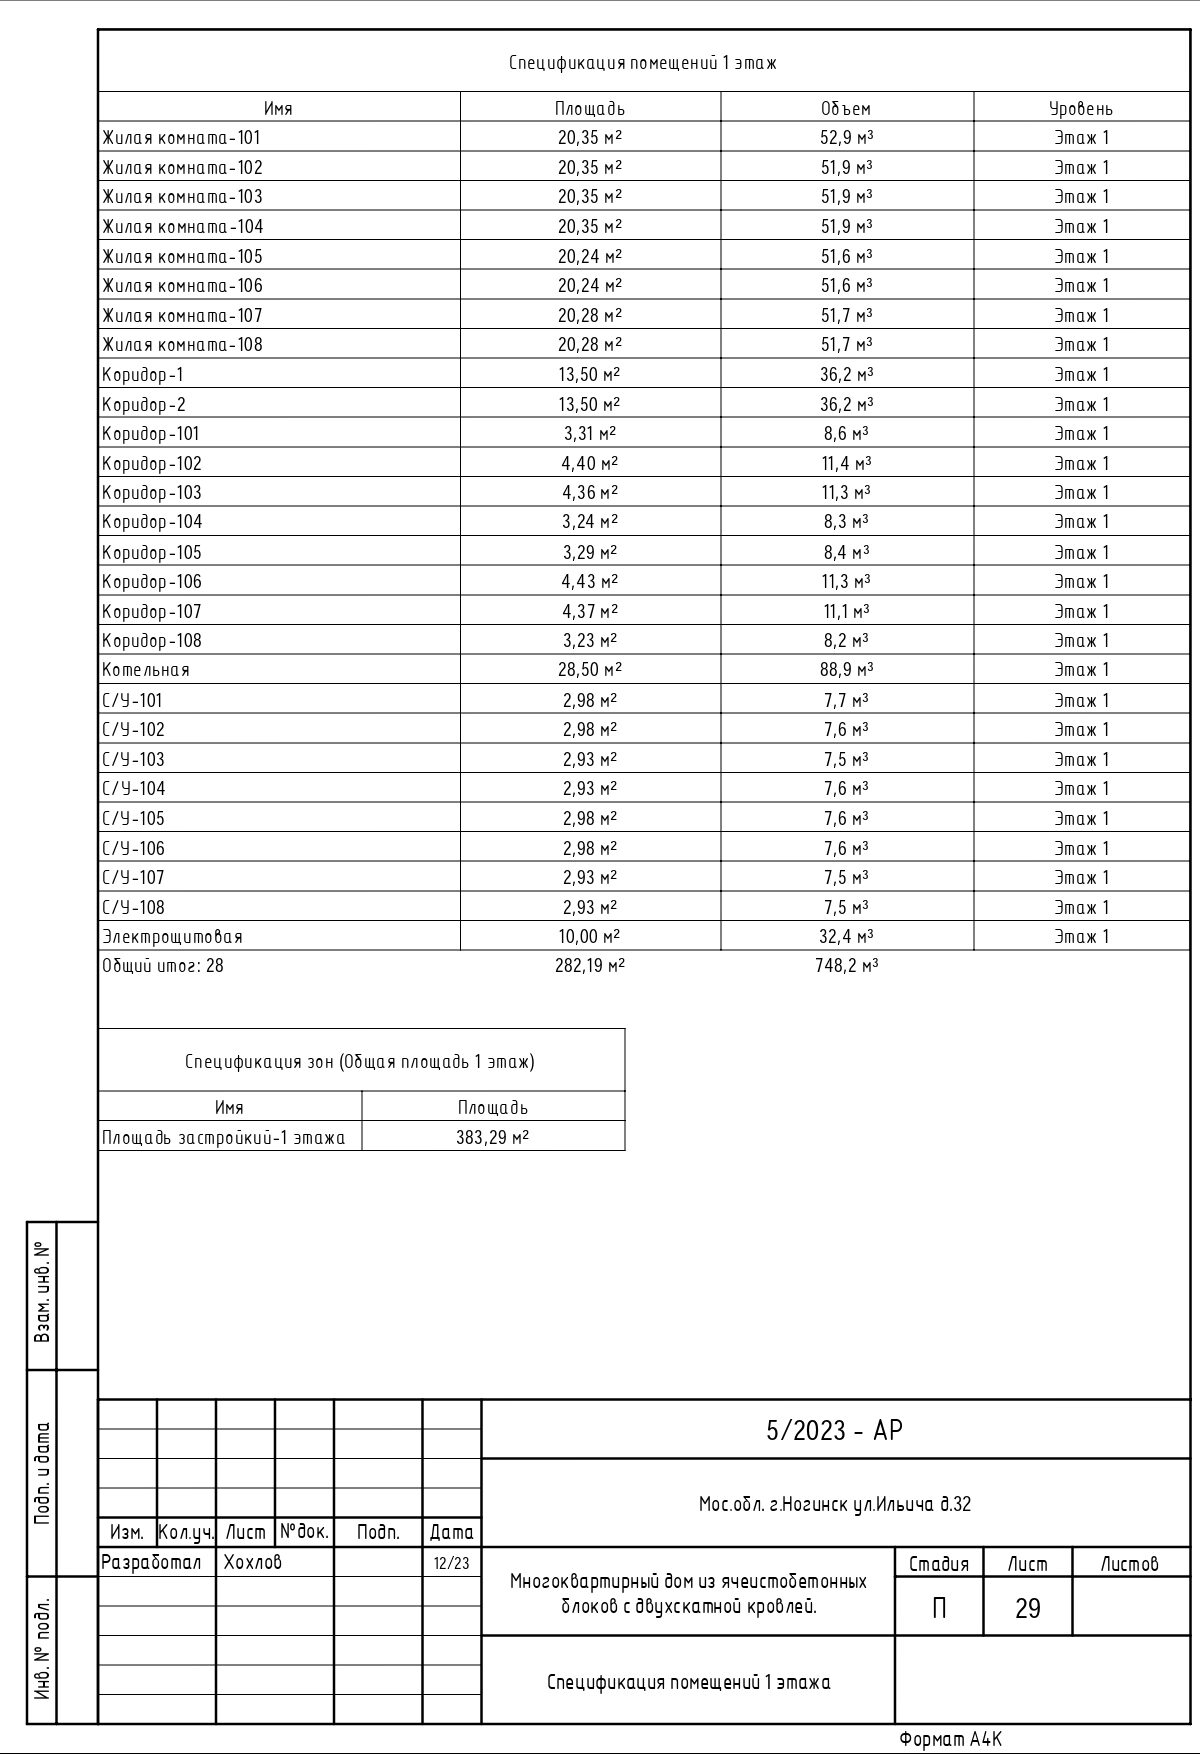 Спецификация помещений 1 этаж
Имя Площадь Объем Уровень
Жилая комната-101 20,35 м² 52,9 м³ Этаж 1
Жилая комната-102 20,35 м² 51,9 м³ Этаж 1
Жилая комната-103 20,35 м² 51,9 м³ Этаж 1
Жилая комната-104 20,35 м² 51,9 м³ Этаж 1
Жилая комната-105 20,24 м² 51,6 м³ Этаж 1
Жилая комната-106 20,24 м² 51,6 м³ Этаж 1
Жилая комната-107 20,28 м² 51,7 м³ Этаж 1
Жилая комната-108 20,28 м² 51,7 м³ Этаж 1
Коридор-1 13,50 м² 36,2 м³ Этаж 1
Коридор-2 13,50 м² 36,2 м³ Этаж 1
Коридор-101 3,31 м² 8,6 м³ Этаж 1
Коридор-102 4,40 м² 11,4 м³ Этаж 1
Коридор-103 4,36 м² 11,3 м³ Этаж 1
Коридор-104 3,24 м² 8,3 м³ Этаж 1
Коридор-105 3,29 м² 8,4 м³ Этаж 1
Коридор-106 4,43 м² 11,3 м³ Этаж 1
Коридор-107 4,37 м² 11,1 м³ Этаж 1
Коридор-108 3,23 м² 8,2 м³ Этаж 1
Котельная 28,50 м² 88,9 м³ Этаж 1
С/У-101 2,98 м² 7,7 м³ Этаж 1
С/У-102 2,98 м² 7,6 м³ Этаж 1
С/У-103 2,93 м² 7,5 м³ Этаж 1
С/У-104 2,93 м² 7,6 м³ Этаж 1
С/У-105 2,98 м² 7,6 м³ Этаж 1
С/У-106 2,98 м² 7,6 м³ Этаж 1
С/У-107 2,93 м² 7,5 м³ Этаж 1
С/У-108 2,93 м² 7,5 м³ Этаж 1
Электрощитовая 10,00 м² 32,4 м³ Этаж 1
Общий итог: 28 282,19 м² 748,2 м³
Спецификация зон (Общая площадь 1 этаж)
Имя Площадь
Площадь застройкий-1 этажа 383,29 м²
Взам. инв. №
Подп. и дата
Инв. № подл.
5/2023 - АР
Мос.обл. г.Ногинск ул.Ильича д.32
Изм. Кол.уч. Лист №док. Подп. Дата
Разработал Хохлов 12/23
Многоквартирный дом из ячеистобетонных
блоков с двухскатной кровлей.
Стадия Лист Листов
П 29
Спецификация помещений 1 этажа
Формат А4К